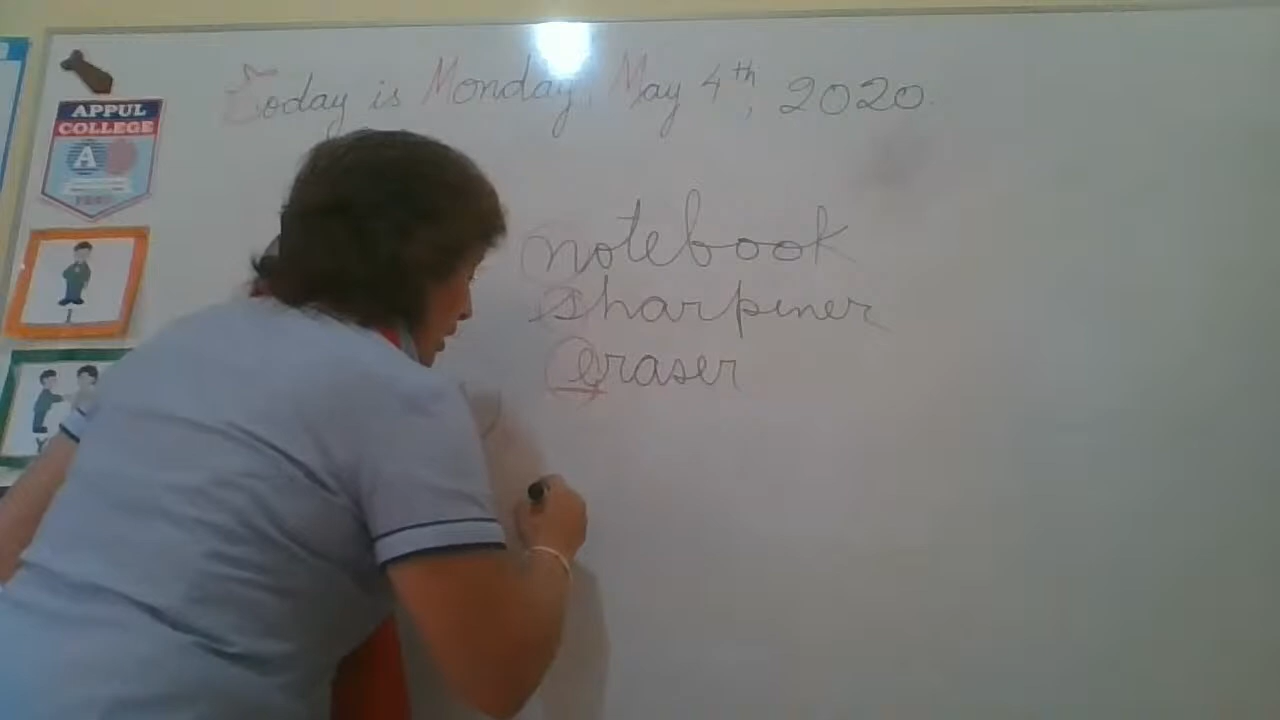 Today is Monday, May 4th, 2020.
APPUL
COLLEGE
A
notebook
sharpener
eraser
I